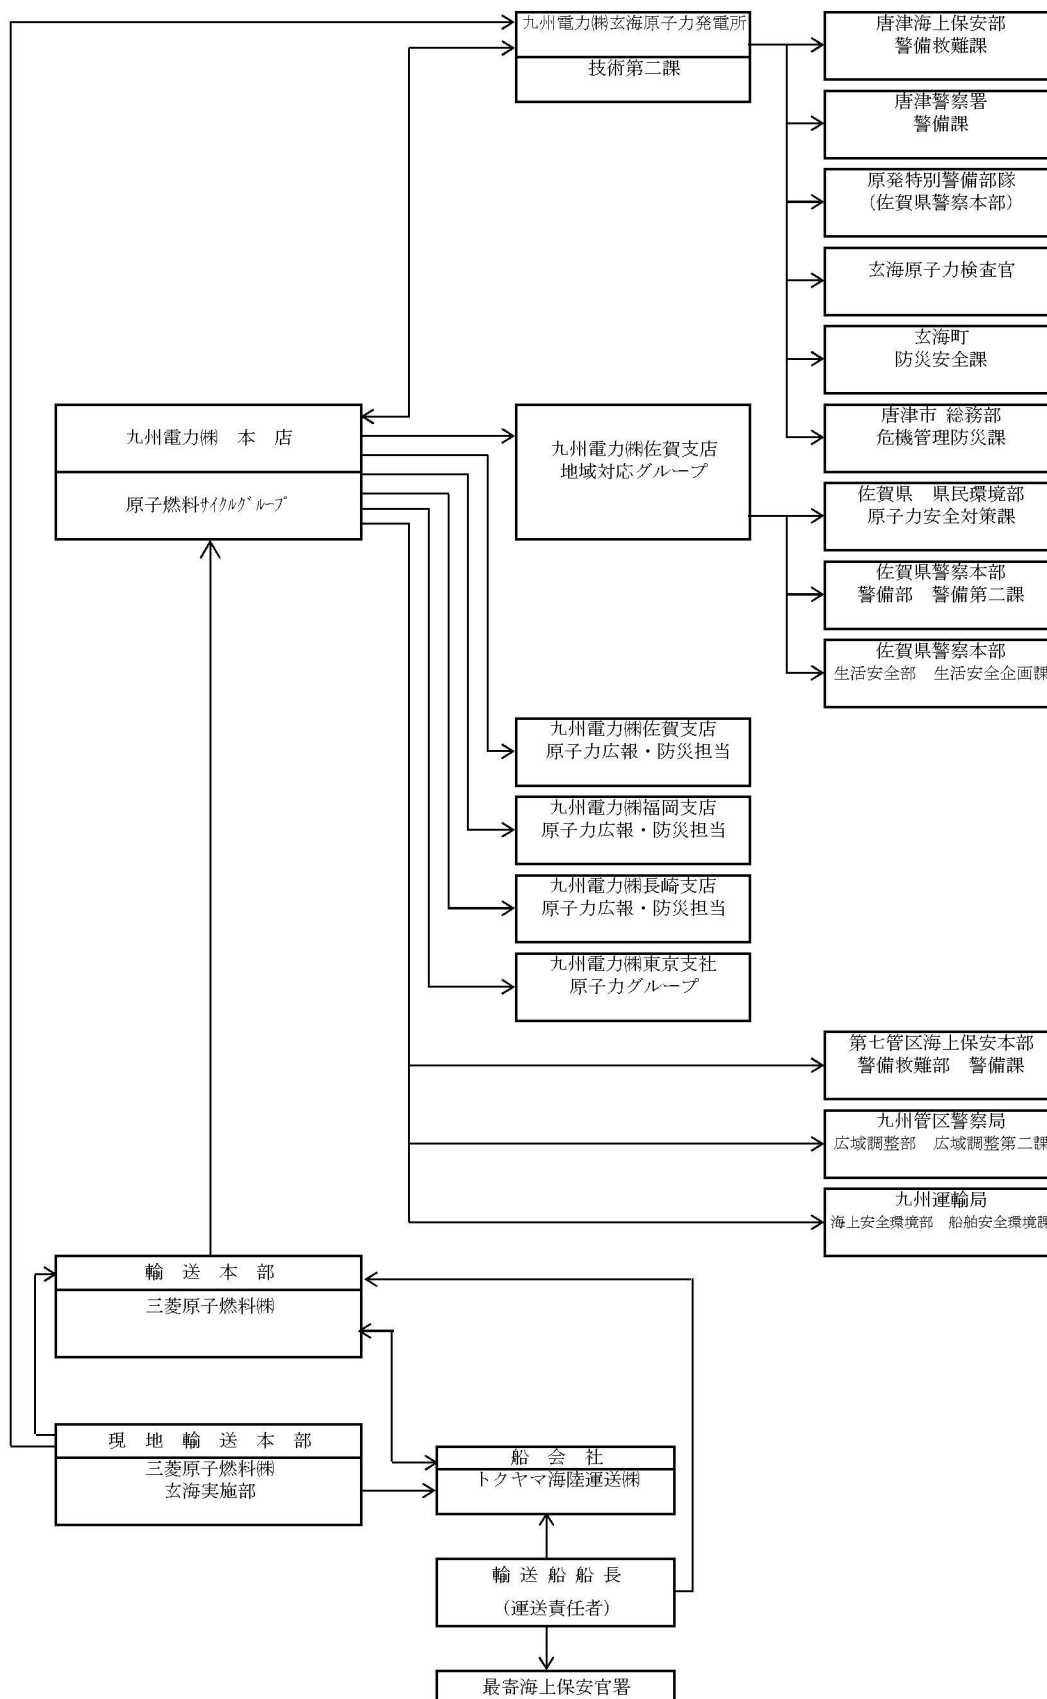 九州電力㈱玄海原子力発電所
技術第二課
唐津海上保安部
警備救難課
唐津警察署
警備課
原発特別警備部隊
(佐賀県警察本部)
玄海原子力検査官
玄海町
防災安全課
唐津市 総務部
危機管理防災課
九州電力㈱　本　店
原子燃料ｻｲｸﾙｸﾞﾙｰﾌﾟ
九州電力㈱佐賀支店
地域対応グループ
佐賀県　県民環境部
原子力安全対策課
佐賀県警察本部
警備部　警備第二課
佐賀県警察本部
生活安全部　生活安全企画課
九州電力㈱佐賀支店
原子力広報・防災担当
九州電力㈱福岡支店
原子力広報・防災担当
九州電力㈱長崎支店
原子力広報・防災担当
九州電力㈱東京支社
原子力グループ
第七管区海上保安本部
警備救難部　警備課
九州管区警察局
広域調整部　広域調整第二課
九州運輸局
海上安全環境部　船舶安全環境課
輸　送　本　部
三菱原子燃料㈱
現　地　輸　送　本　部
三菱原子燃料㈱
玄海実施部
船　会　社
トクヤマ海陸運送㈱
輸 送 船 船 長
(運送責任者)
最寄海上保安官署